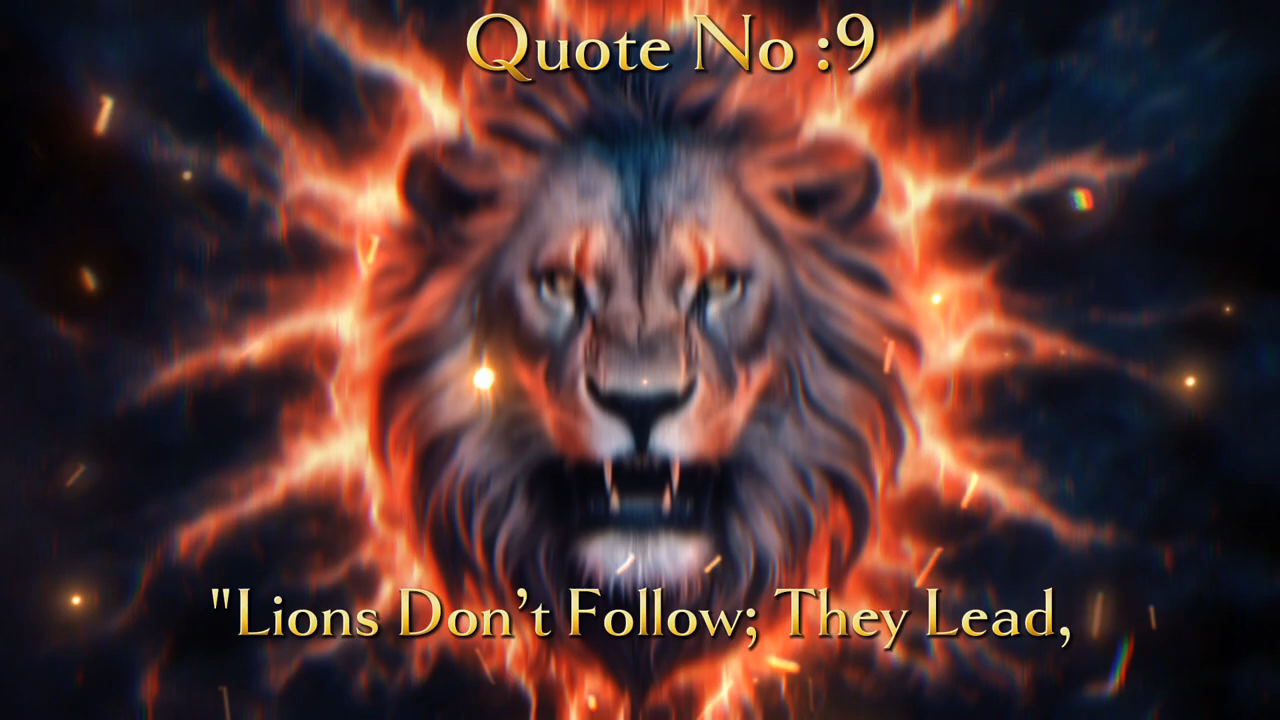 Quote No :9
"Lions Don’t Follow; They Lead,